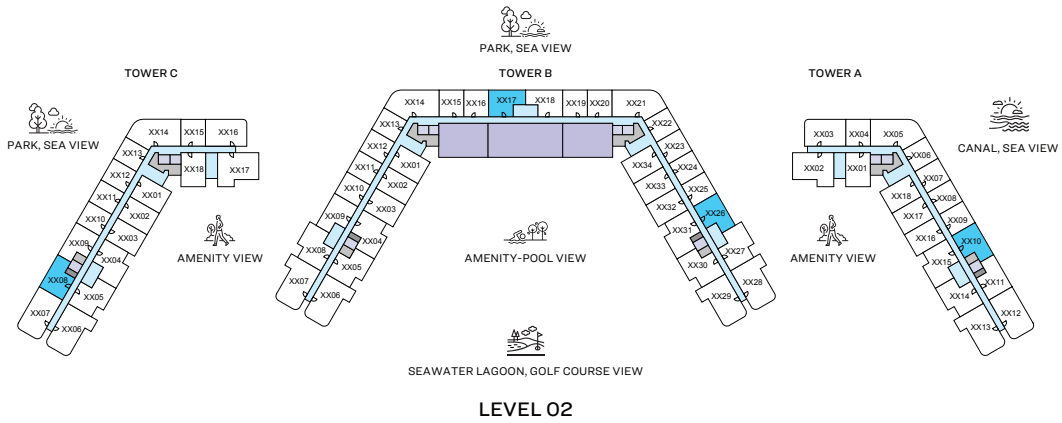 PARK, SEA VIEW
TOWER C
TOWER B
TOWER A
PARK, SEA VIEW
CANAL, SEA VIEW
XX14
XX15
XX16
XX13
XX18
XX17
XX12
XX01
XX11
XX02
XX10
XX03
XX09
XX04
XX08
XX05
XX07
XX06
AMENITY VIEW
XX14
XX15
XX16
XX17
XX18
XX19
XX20
XX21
XX13
XX22
XX12
XX23
XX11
XX01
XX34
XX24
XX10
XX02
XX33
XX25
XX09
XX03
XX32
XX26
XX08
XX04
XX31
XX27
XX07
XX05
XX30
XX28
XX06
XX29
AMENITY-POOL VIEW
XX03
XX04
XX05
XX02
XX01
XX06
XX07
XX18
XX08
XX17
XX09
XX16
XX10
XX15
XX11
XX14
XX12
XX13
AMENITY VIEW
SEAWATER LAGOON, GOLF COURSE VIEW
LEVEL 02